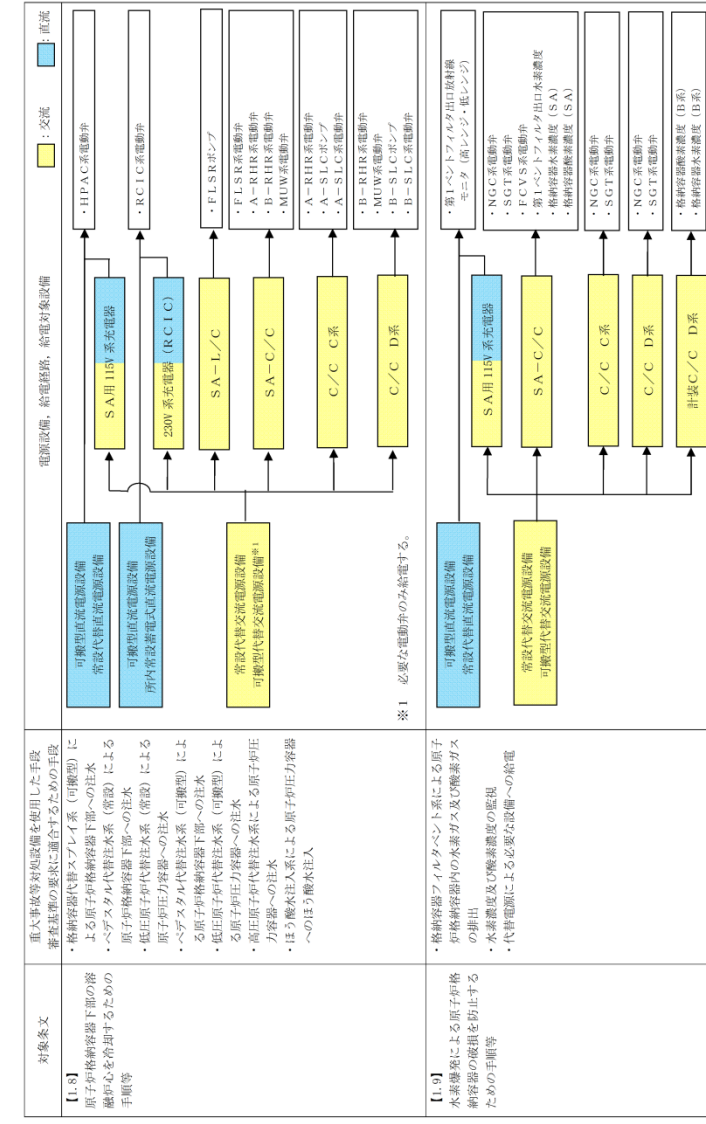 対象条文
重大事故等対処設備を使用した手段
審査基準の要求に適合するための手段
電源設備，給電経路，給電対象設備
：交流
：直流
【1.8】
原子炉格納容器下部の溶
融炉心を冷却するための
手順等
・格納容器代替スプレイ系（可搬型）に
よる原子炉格納容器下部への注水
・ペデスタル代替注水系（常設）による
原子炉格納容器下部への注水
・低圧原子炉代替注水系（常設）による
原子炉圧力容器への注水
・ペデスタル代替注水系（可搬型）によ
る原子炉格納容器下部への注水
・低圧原子炉代替注水系（可搬型）によ
る原子炉圧力容器への注水
・高圧原子炉代替注水系による原子炉圧
力容器への注水
・ほう酸水注入系による原子炉圧力容器
へのほう酸水注入
可搬型直流電源設備
常設代替直流電源設備
可搬型直流電源設備
所内常設蓄電式直流電源設備
常設代替交流電源設備
可搬型代替交流電源設備※1
※1　必要な電動弁のみ給電する。
ＳＡ用 115V 系充電器
230V 系充電器（ＲＣＩＣ）
ＳＡ－Ｌ／Ｃ
ＳＡ－Ｃ／Ｃ
Ｃ／Ｃ　Ｃ系
Ｃ／Ｃ　Ｄ系
・ＨＰＡＣ系電動弁
・ＲＣＩＣ系電動弁
・ＦＬＳＲポンプ
・ＦＬＳＲ系電動弁
・Ａ－ＲＨＲ系電動弁
・Ｂ－ＲＨＲ系電動弁
・ＭＵＷ系電動弁
・Ａ－ＲＨＲ系電動弁
・Ａ－ＳＬＣポンプ
・Ａ－ＳＬＣ系電動弁
・Ｂ－ＲＨＲ系電動弁
・ＭＵＷ系電動弁
・Ｂ－ＳＬＣポンプ
・Ｂ－ＳＬＣ系電動弁
【1.9】
水素爆発による原子炉格
納容器の破損を防止する
ための手順等
・格納容器フィルタベント系による原子
炉格納容器内の水素ガス及び酸素ガス
の排出
・水素濃度及び酸素濃度の監視
・代替電源による必要な設備への給電
可搬型直流電源設備
常設代替直流電源設備
常設代替交流電源設備
可搬型代替交流電源設備
ＳＡ用 115V 系充電器
ＳＡ－Ｃ／Ｃ
Ｃ／Ｃ　Ｃ系
Ｃ／Ｃ　Ｄ系
計装Ｃ／Ｃ　Ｄ系
・第１ベントフィルタ出口放射線
モニタ（高レンジ・低レンジ）
・ＮＧＣ系電動弁
・ＳＧＴ系電動弁
・ＦＣＶＳ系電動弁
・第１ベントフィルタ出口水素濃度
・格納容器水素濃度（ＳＡ）
・格納容器酸素濃度（ＳＡ）
・ＮＧＣ系電動弁
・ＳＧＴ系電動弁
・ＮＧＣ系電動弁
・ＳＧＴ系電動弁
・格納容器酸素濃度（Ｂ系）
・格納容器水素濃度（Ｂ系）